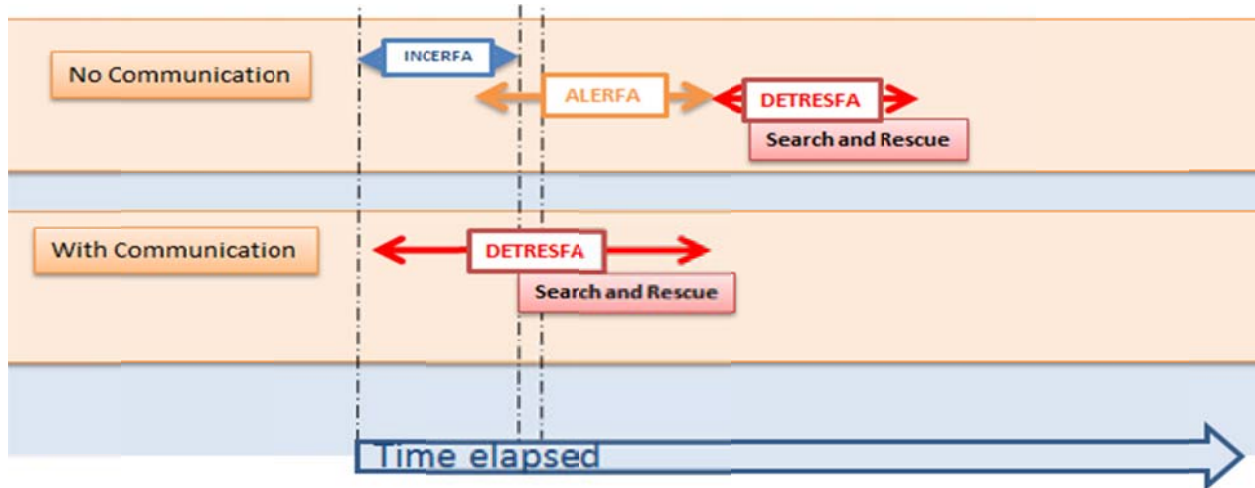 INCERFA
No Communication
ALERFA
DETRESFA
Search and Rescue
With Communication
DETRESFA
Search and Rescue
Time elapsed